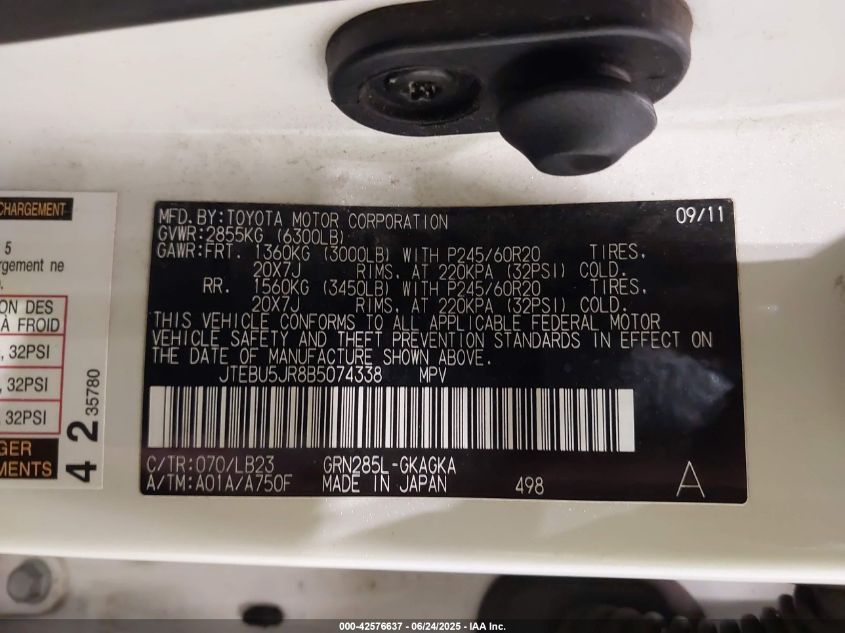 CHARGEMENT
5
rgement ne
ON DES
À FROID
, 32PSI
, 32PSI
, 32PSI
GER
MENTS
42 35780
MFD. BY: TOYOTA MOTOR CORPORATION 09/11
GVWR: 2855KG (6300LB)
GAWR: FRT. 1360KG (3000LB) WITH P245/60R20 TIRES,
20X7J RIMS, AT 220KPA (32PSI) COLD.
RR. 1560KG (3450LB) WITH P245/60R20 TIRES,
20X7J RIMS, AT 220KPA (32PSI) COLD.
THIS VEHICLE CONFORMS TO ALL APPLICABLE FEDERAL MOTOR
VEHICLE SAFETY AND THEFT PREVENTION STANDARDS IN EFFECT ON
THE DATE OF MANUFACTURE SHOWN ABOVE.
JTEBU5JR8B5074338 MPV
C/TR: 070/LB23 GRN285L-GKAGKA
A/TM: A01A/A750F MADE IN JAPAN 498 A
000-42576637 - 06/24/2025 - IAA Inc.